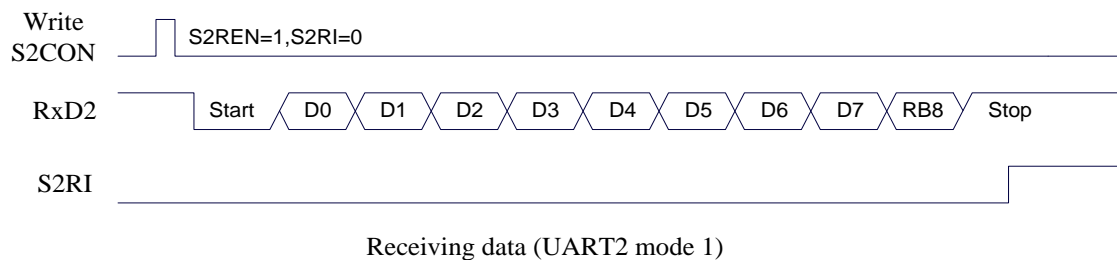 Write
S2CON
S2REN=1,S2RI=0
RxD2
Start D0 D1 D2 D3 D4 D5 D6 D7 RB8 Stop
S2RI
Receiving data (UART2 mode 1)